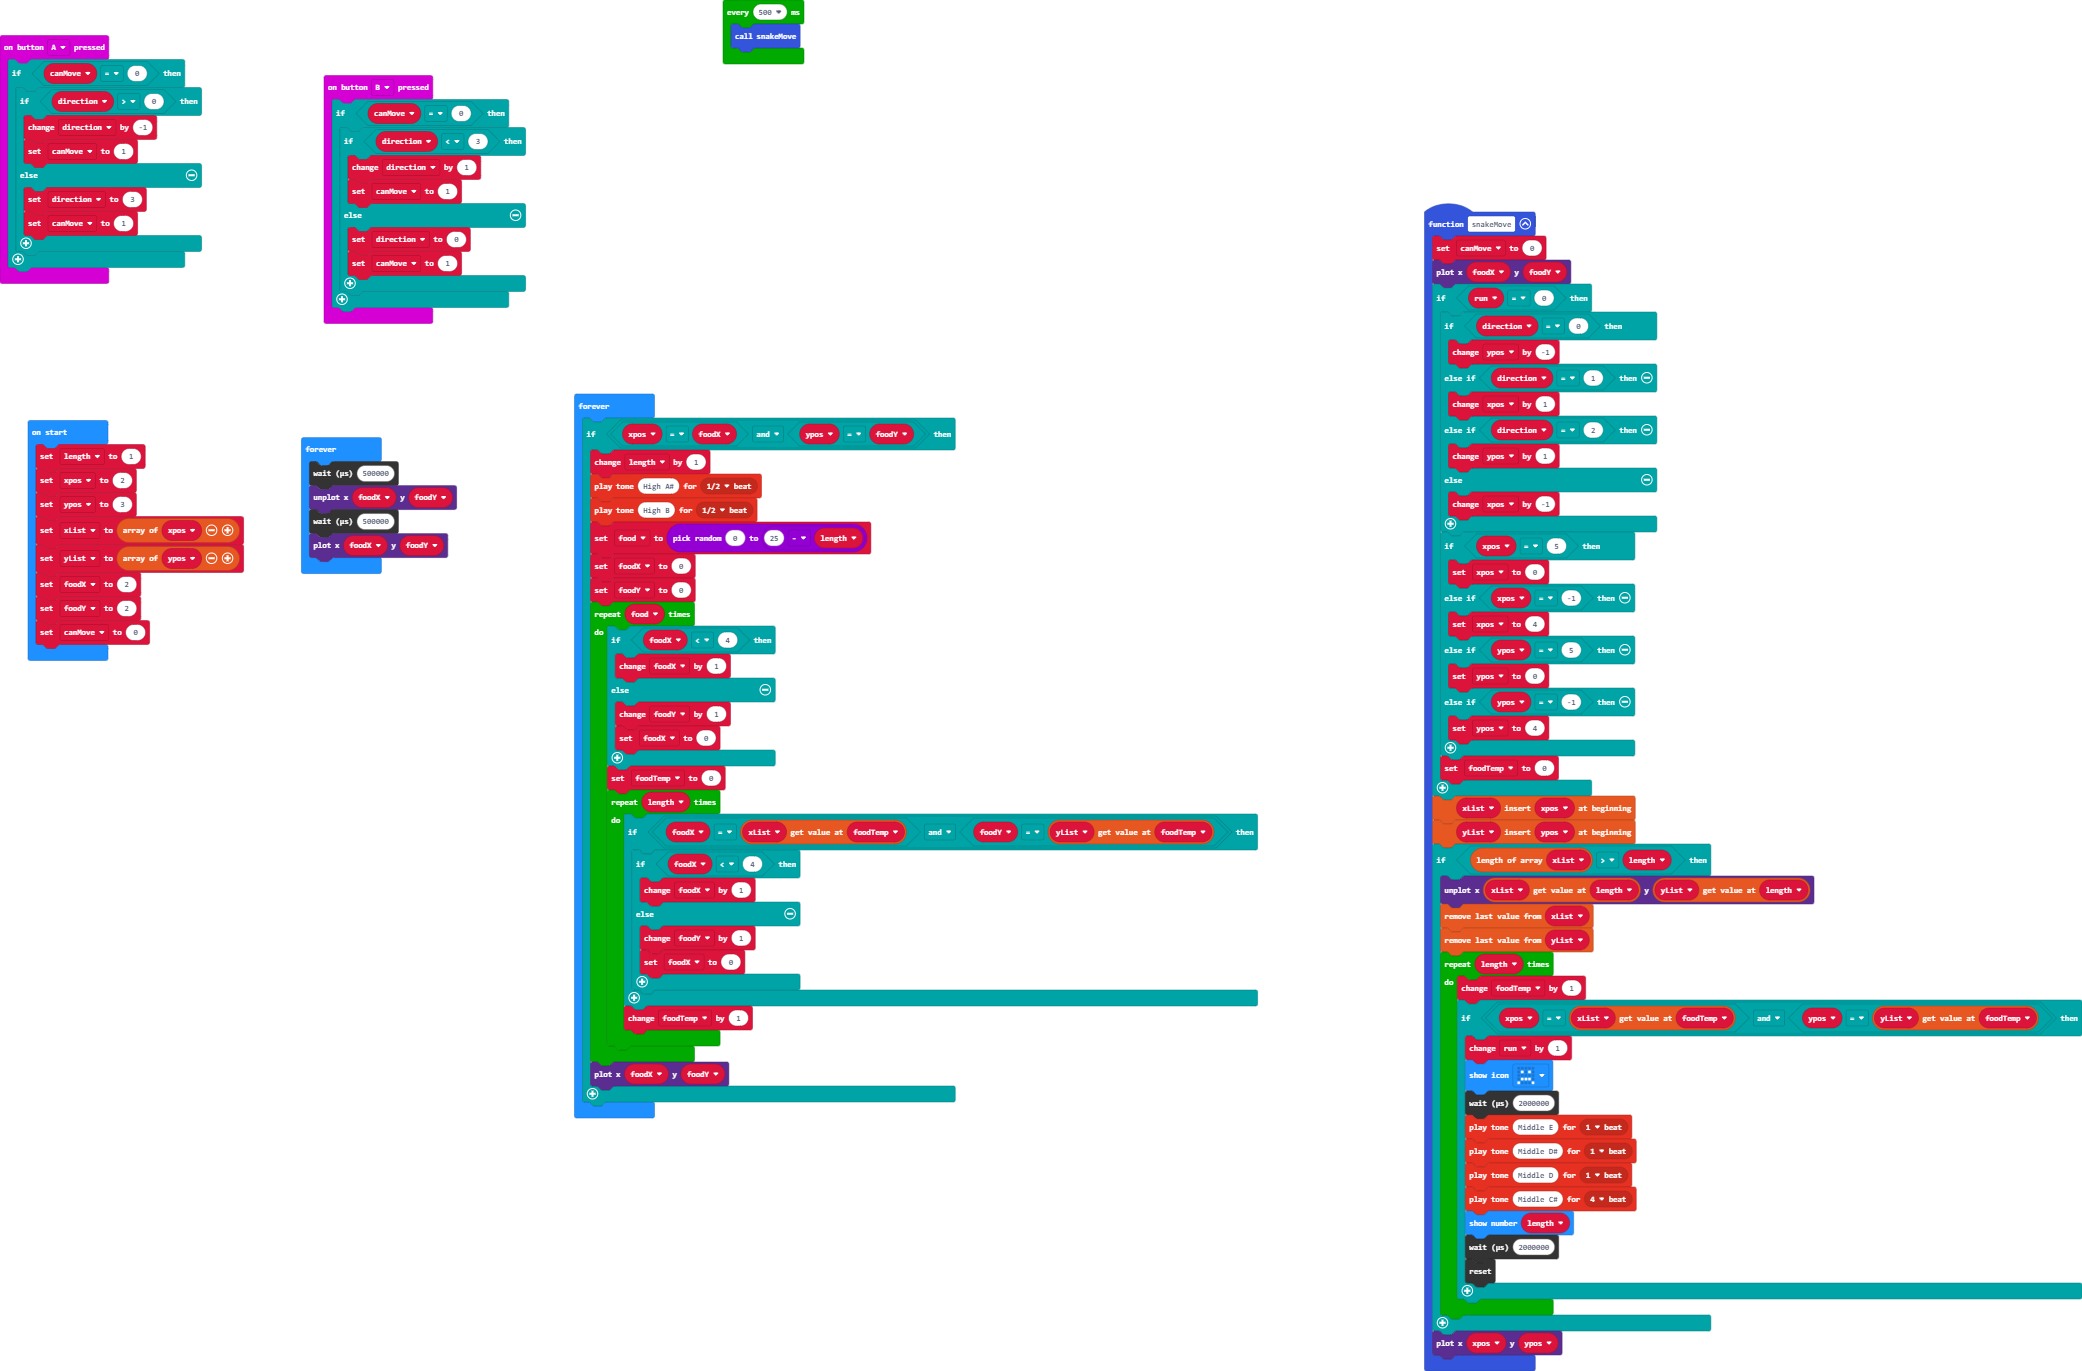 every 500 ms
call snakeMove
on button A pressed
if canMove = 0 then
if direction > 0 then
change direction by -1
set canMove to 1
else
set direction to 3
set canMove to 1
on button B pressed
if canMove = 0 then
if direction < 3 then
change direction by 1
set canMove to 1
else
set direction to 0
set canMove to 1
on start
set length to 1
set xpos to 2
set ypos to 3
set xList to array of xpos
set yList to array of ypos
set foodX to 2
set foodY to 2
set canMove to 0
forever
wait (µs) 500000
unplot x foodX y foodY
wait (µs) 500000
plot x foodX y foodY
forever
if xpos = foodX and ypos = foodY then
change length by 1
play tone High A# for 1/2 beat
play tone High B for 1/2 beat
set food to pick random 0 to 25 - length
set foodX to 0
set foodY to 0
repeat food times
do
if foodX < 4 then
change foodX by 1
else
change foodY by 1
set foodX to 0
set foodTemp to 0
repeat length times
do
if foodX = xList get value at foodTemp and foodY = yList get value at foodTemp then
if foodX < 4 then
change foodX by 1
else
change foodY by 1
set foodX to 0
change foodTemp by 1
plot x foodX y foodY
function snakeMove
set canMove to 0
plot x foodX y foodY
if run = 0 then
if direction = 0 then
change ypos by -1
else if direction = 1 then
change xpos by 1
else if direction = 2 then
change ypos by 1
else
change xpos by -1
if xpos = 5 then
set xpos to 0
else if xpos = -1 then
set xpos to 4
else if ypos = 5 then
set ypos to 0
else if ypos = -1 then
set ypos to 4
set foodTemp to 0
xList insert xpos at beginning
yList insert ypos at beginning
if length of array xList > length then
unplot x xList get value at length y yList get value at length
remove last value from xList
remove last value from yList
repeat length times
do
change foodTemp by 1
if xpos = xList get value at foodTemp and ypos = yList get value at foodTemp then
change run by 1
show icon
wait (µs) 2000000
play tone Middle E for 1 beat
play tone Middle D# for 1 beat
play tone Middle D for 1 beat
play tone Middle C# for 4 beat
show number length
wait (µs) 2000000
reset
plot x xpos y ypos